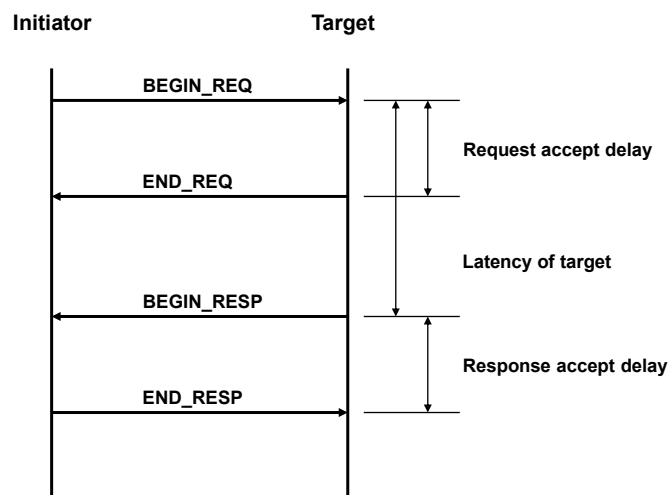 Initiator
Target
BEGIN_REQ
Request accept delay
END_REQ
Latency of target
BEGIN_RESP
Response accept delay
END_RESP